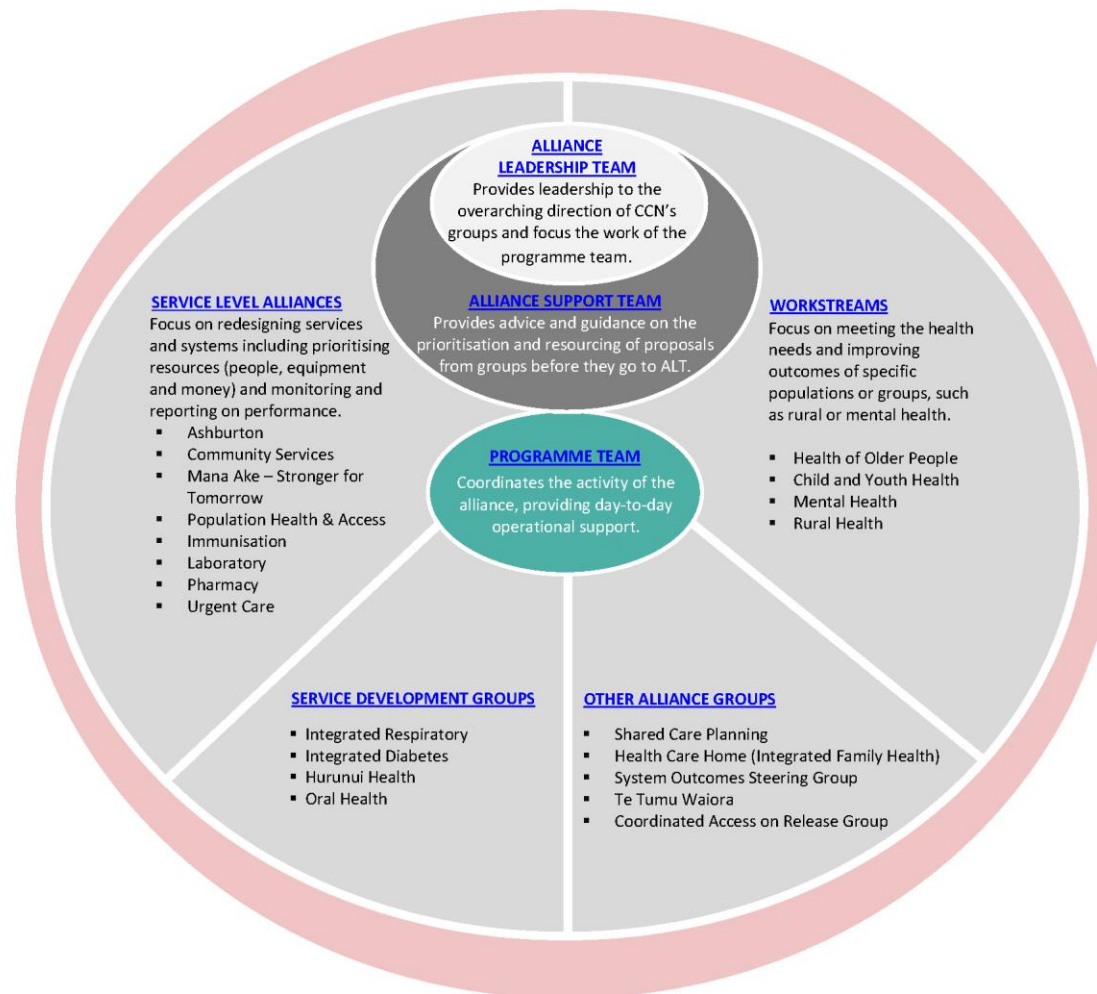 ALLIANCE
LEADERSHIP TEAM
Provides leadership to the
overarching direction of CCN's
groups and focus the work of the
programme team.
ALLIANCE SUPPORT TEAM
Provides advice and guidance on the
prioritisation and resourcing of proposals
from groups before they go to ALT.
PROGRAMME TEAM
Coordinates the activity of the
alliance, providing day-to-day
operational support.
SERVICE LEVEL ALLIANCES
Focus on redesigning services
and systems including prioritising
resources (people, equipment
and money) and monitoring and
reporting on performance.
▪ Ashburton
▪ Community Services
▪ Mana Ake – Stronger for
Tomorrow
▪ Population Health & Access
▪ Immunisation
▪ Laboratory
▪ Pharmacy
▪ Urgent Care
WORKSTREAMS
Focus on meeting the health
needs and improving
outcomes of specific
populations or groups, such
as rural or mental health.
▪ Health of Older People
▪ Child and Youth Health
▪ Mental Health
▪ Rural Health
SERVICE DEVELOPMENT GROUPS
▪ Integrated Respiratory
▪ Integrated Diabetes
▪ Hurunui Health
▪ Oral Health
OTHER ALLIANCE GROUPS
▪ Shared Care Planning
▪ Health Care Home (Integrated Family Health)
▪ System Outcomes Steering Group
▪ Te Tumu Waiora
▪ Coordinated Access on Release Group